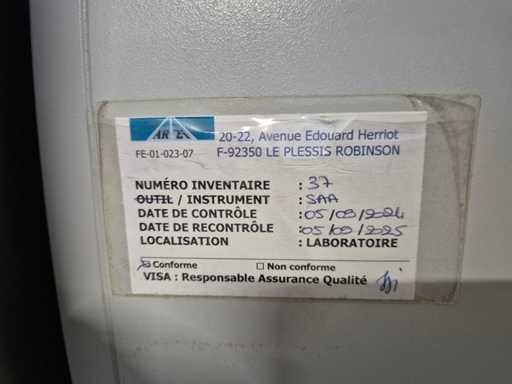 20-22, Avenue Edouard Herriot
FE-01-023-07 F-92350 LE PLESSIS ROBINSON
NUMÉRO INVENTAIRE : 37
OUTIL / INSTRUMENT : SAA
DATE DE CONTRÔLE : 05/09/2024
DATE DE RECONTRÔLE : 05/09/2025
LOCALISATION : LABORATOIRE
Conforme Non conforme
VISA : Responsable Assurance Qualité